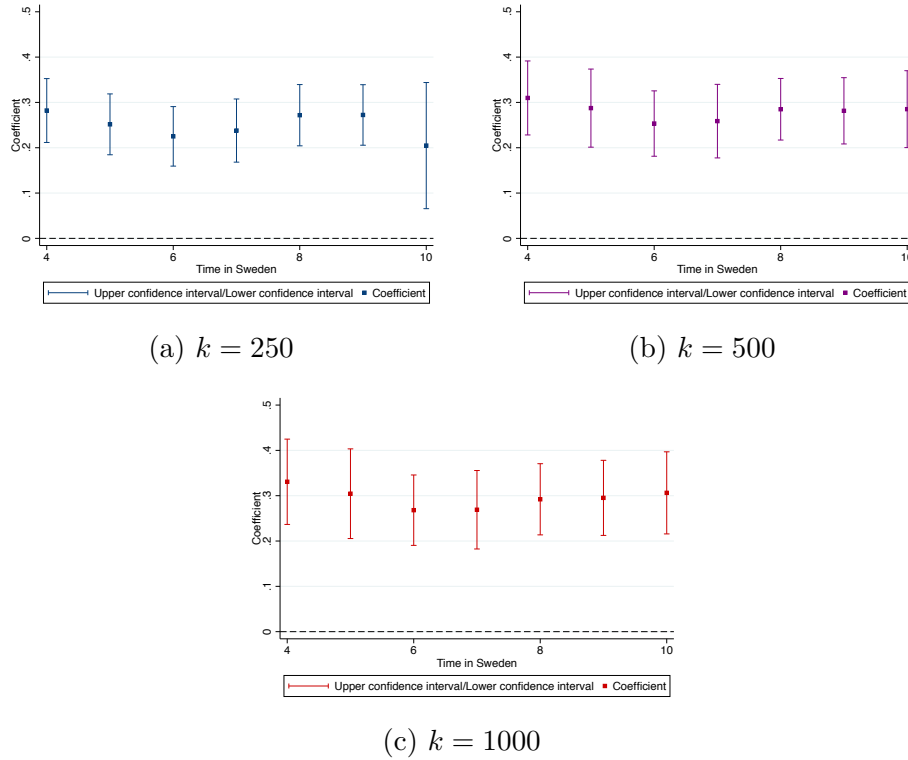 .5
.4
.3
.2
.1
0
Coefficient
4
6
8
10
Time in Sweden
Upper confidence interval/Lower confidence interval
Coefficient
(a) k = 250
.5
.4
.3
.2
.1
0
Coefficient
4
6
8
10
Time in Sweden
Upper confidence interval/Lower confidence interval
Coefficient
(b) k = 500
.5
.4
.3
.2
.1
0
Coefficient
4
6
8
10
Time in Sweden
Upper confidence interval/Lower confidence interval
Coefficient
(c) k = 1000